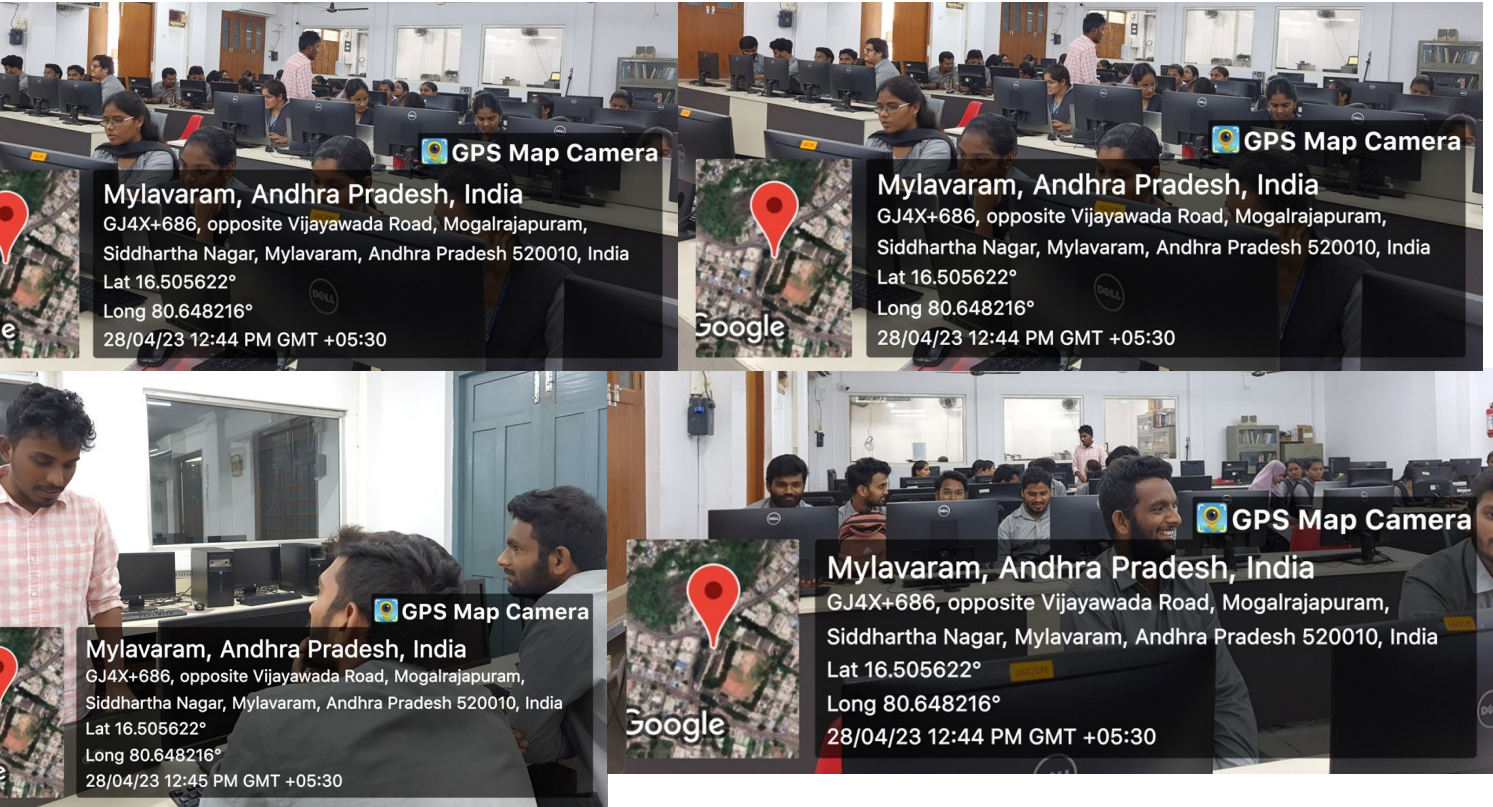 GPS Map Camera
Mylavaram, Andhra Pradesh, India
GJ4X+686, opposite Vijayawada Road, Mogalrajapuram,
Siddhartha Nagar, Mylavaram, Andhra Pradesh 520010, India
Lat 16.505622°
Long 80.648216°
28/04/23 12:44 PM GMT +05:30
DELL
GPS Map Camera
Mylavaram, Andhra Pradesh, India
GJ4X+686, opposite Vijayawada Road, Mogalrajapuram,
Siddhartha Nagar, Mylavaram, Andhra Pradesh 520010, India
Lat 16.505622°
Long 80.648216°
28/04/23 12:44 PM GMT +05:30
Google
DELL
GPS Map Camera
Mylavaram, Andhra Pradesh, India
GJ4X+686, opposite Vijayawada Road, Mogalrajapuram,
Siddhartha Nagar, Mylavaram, Andhra Pradesh 520010, India
Lat 16.505622°
Long 80.648216°
28/04/23 12:45 PM GMT +05:30
GPS Map Camera
Mylavaram, Andhra Pradesh, India
GJ4X+686, opposite Vijayawada Road, Mogalrajapuram,
Siddhartha Nagar, Mylavaram, Andhra Pradesh 520010, India
Lat 16.505622°
Long 80.648216°
28/04/23 12:44 PM GMT +05:30
Google